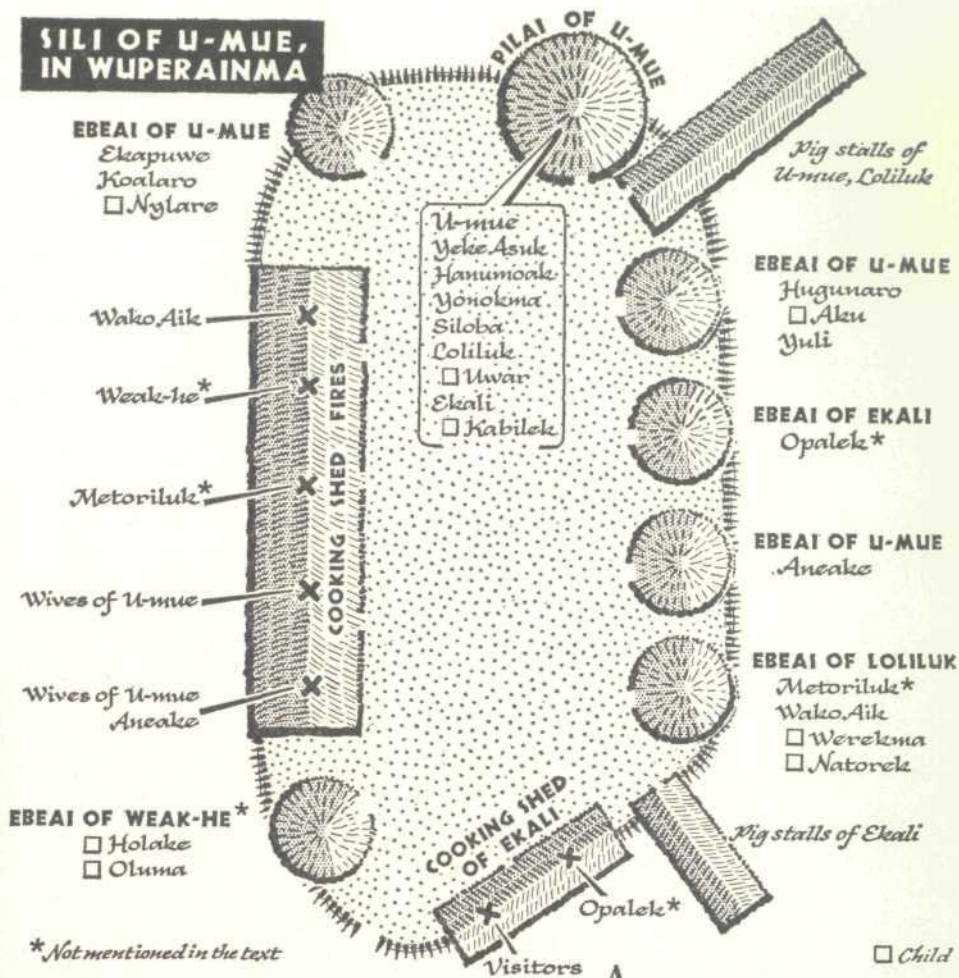 SILI OF U-MUE,
IN WUPERAINMA
PILAI OF U-MUE
EBEAI OF U-MUE
Ekapuwe
Koalaro
□ Nylare
Pig stalls of
U-mue, Loliluk
U-mue
Yeke Asuk
Hanumoak
Yonokma
Siloba
Loliluk
□ Uwar
Ekali
□ Kabilek
EBEAI OF U-MUE
Hugunaro
□ Aku
Yuli
Wako Aik
Weak-he*
Metoriluk*
Wives of U-mue
Wives of U-mue
Aneake
COOKING SHED FIRES
EBEAI OF EKALI
Opalek*
EBEAI OF U-MUE
Aneake
EBEAI OF LOLILUK
Metoriluk*
Wako Aik
□ Werekma
□ Natorek
EBEAI OF WEAK-HE*
□ Holake
□ Oluma
COOKING SHED
OF EKALI
Pig stalls of Ekali
Opalek*
Visitors
*Not mentioned in the text
□ Child